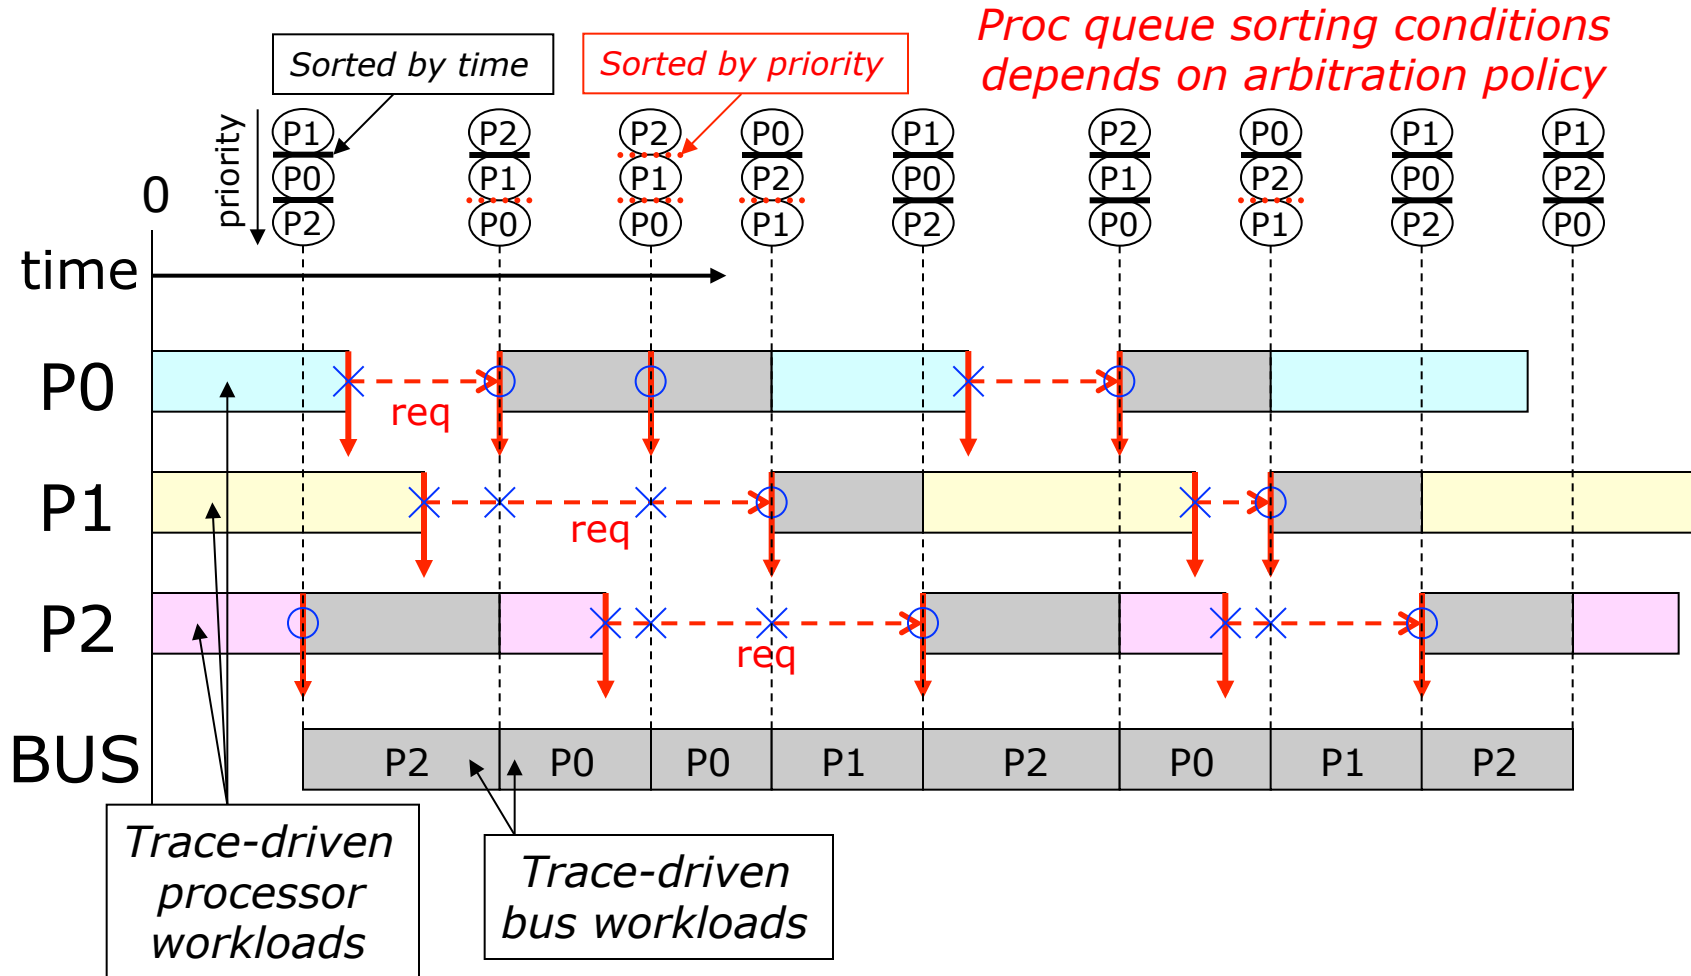 Proc queue sorting conditions
depends on arbitration policy
Sorted by time
Sorted by priority
priority
P1 P2 P2 P0 P1 P2 P0 P1 P1
P0 P1 P1 P2 P0 P1 P2 P0 P2
P2 P0 P0 P1 P2 P0 P1 P2 P0
0
time
P0
req
P1
req
P2
req
BUS
P2 P0 P0 P1 P2 P0 P1 P2
Trace-driven
processor
workloads
Trace-driven
bus workloads